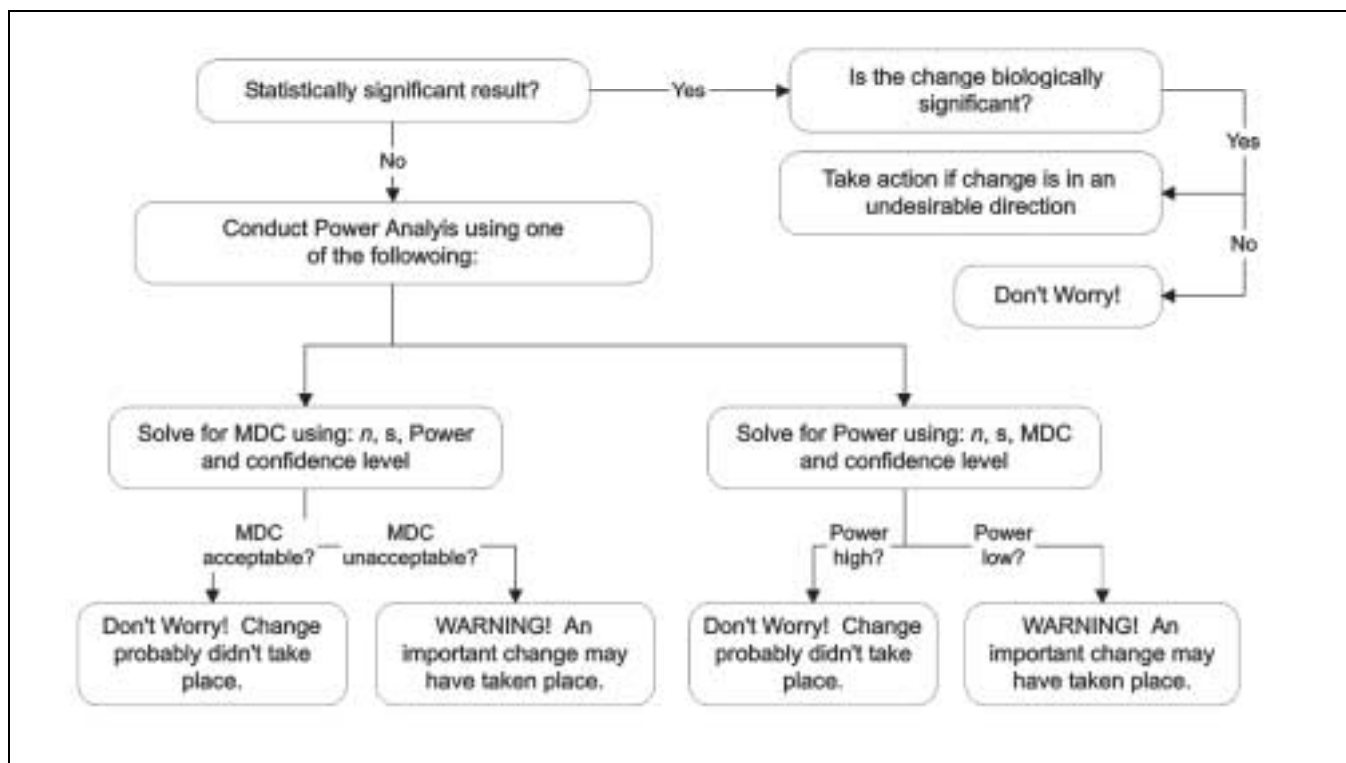 Statistically significant result?
Yes
Is the change biologically
significant?
Yes
No
Take action if change is in an
undesirable direction
Conduct Power Analyis using one
of the followoing:
No
Don't Worry!
Solve for MDC using: n, s, Power
and confidence level
Solve for Power using: n, s, MDC
and confidence level
MDC
acceptable?
MDC
unacceptable?
Power
high?
Power
low?
Don't Worry! Change
probably didn't take
place.
WARNING! An
important change may
have taken place.
Don't Worry! Change
probably didn't take
place.
WARNING! An
important change may
have taken place.